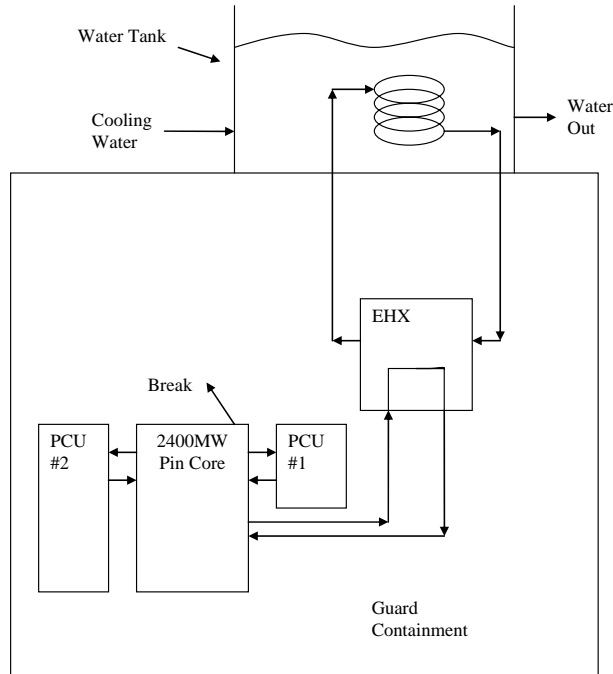 Water Tank
Cooling
Water
Water
Out
EHX
Break
PCU
#2
2400MW
Pin Core
PCU
#1
Guard
Containment